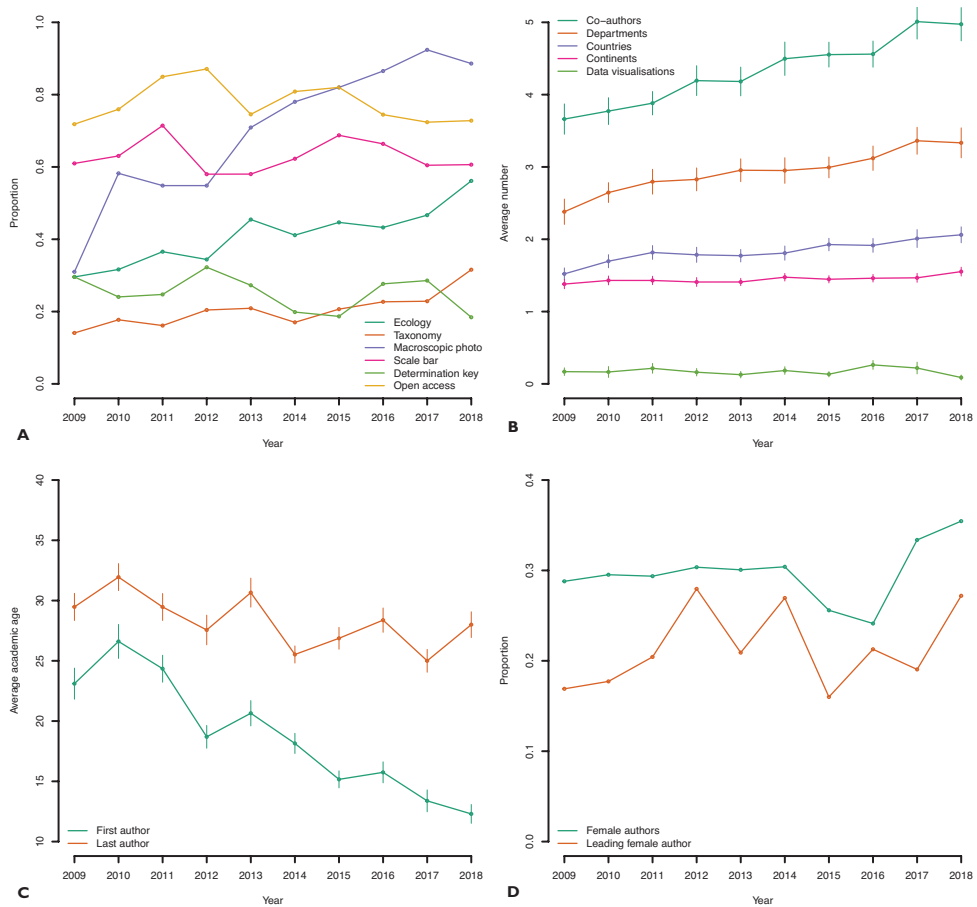 1.0
0.8
0.6
0.4
0.2
0.0
Proportion
Ecology
Taxonomy
Macroscopic photo
Scale bar
Determination key
Open access
2009 2010 2011 2012 2013 2014 2015 2016 2017 2018
Year
A
5
4
3
2
1
0
Average number
Co−authors
Departments
Countries
Continents
Data visualisations
2009 2010 2011 2012 2013 2014 2015 2016 2017 2018
Year
B
40
35
30
25
20
15
10
Average academic age
First author
Last author
2009 2010 2011 2012 2013 2014 2015 2016 2017 2018
Year
C
0.4
0.3
0.2
0.1
0.0
Proportion
Female authors
Leading female author
2009 2010 2011 2012 2013 2014 2015 2016 2017 2018
Year
D